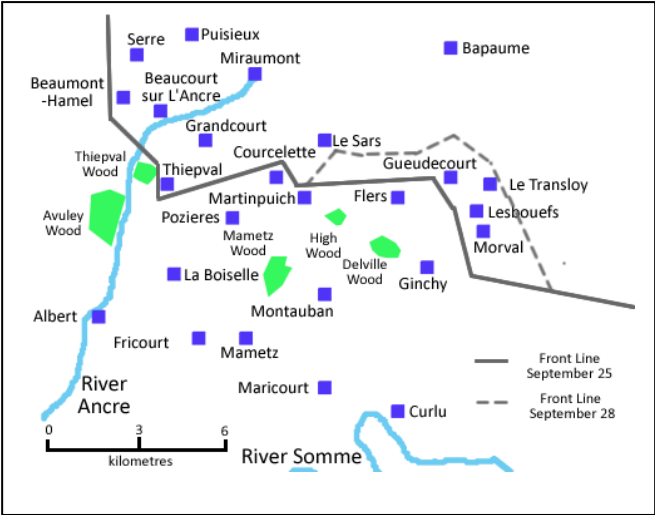 Serre
Puisieux
Bapaume
Miraumont
Beaumont
-Hamel
Beaucourt
sur L'Ancre
Grandcourt
Le Sars
Courcelette
Thiepval
Wood
Thiepval
Gueudecourt
Le Transloy
Martinpuich
Flers
Lesbouefs
Avuley
Wood
Pozieres
Mametz
Wood
High
Wood
Delville
Wood
Morval
La Boiselle
Ginchy
Montauban
Albert
Fricourt
Mametz
Maricourt
Curlu
River
Ancre
Front Line
September 25
Front Line
September 28
0 3 6
kilometres
River Somme